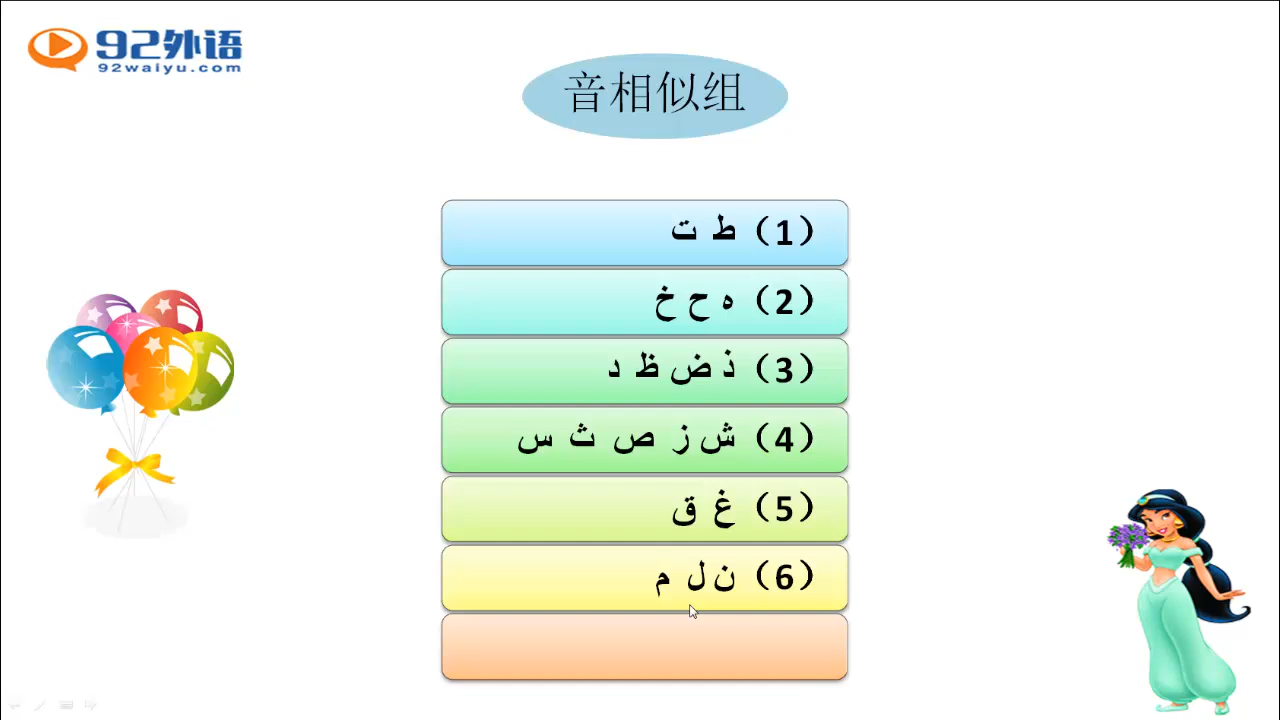 92外语
92waiyu.com
音相似组
（1）ط ت
（2）ه ح خ
（3）ذ ض ظ د
（4）ش ز ص ث س
（5）غ ق
（6）ن ل م